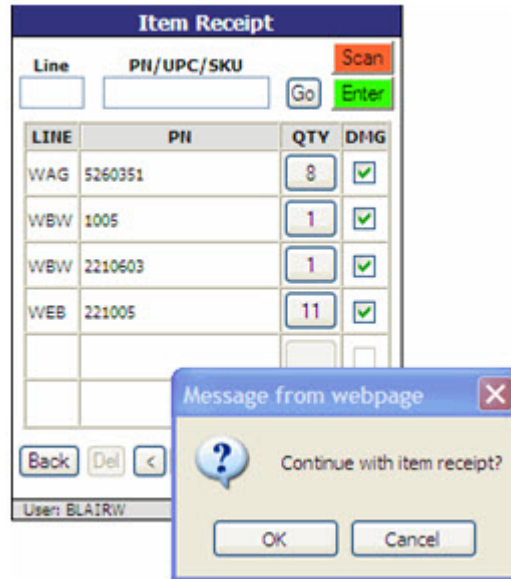 Item Receipt
Line PN/UPC/SKU Scan
Go Enter
LINE PN QTY DMG
WAG 5260351 8
WBW 1005 1
WBW 2210603 1
WEB 221005 11
Message from webpage
Continue with item receipt?
OK Cancel
Back Del <
User: BLAIRW